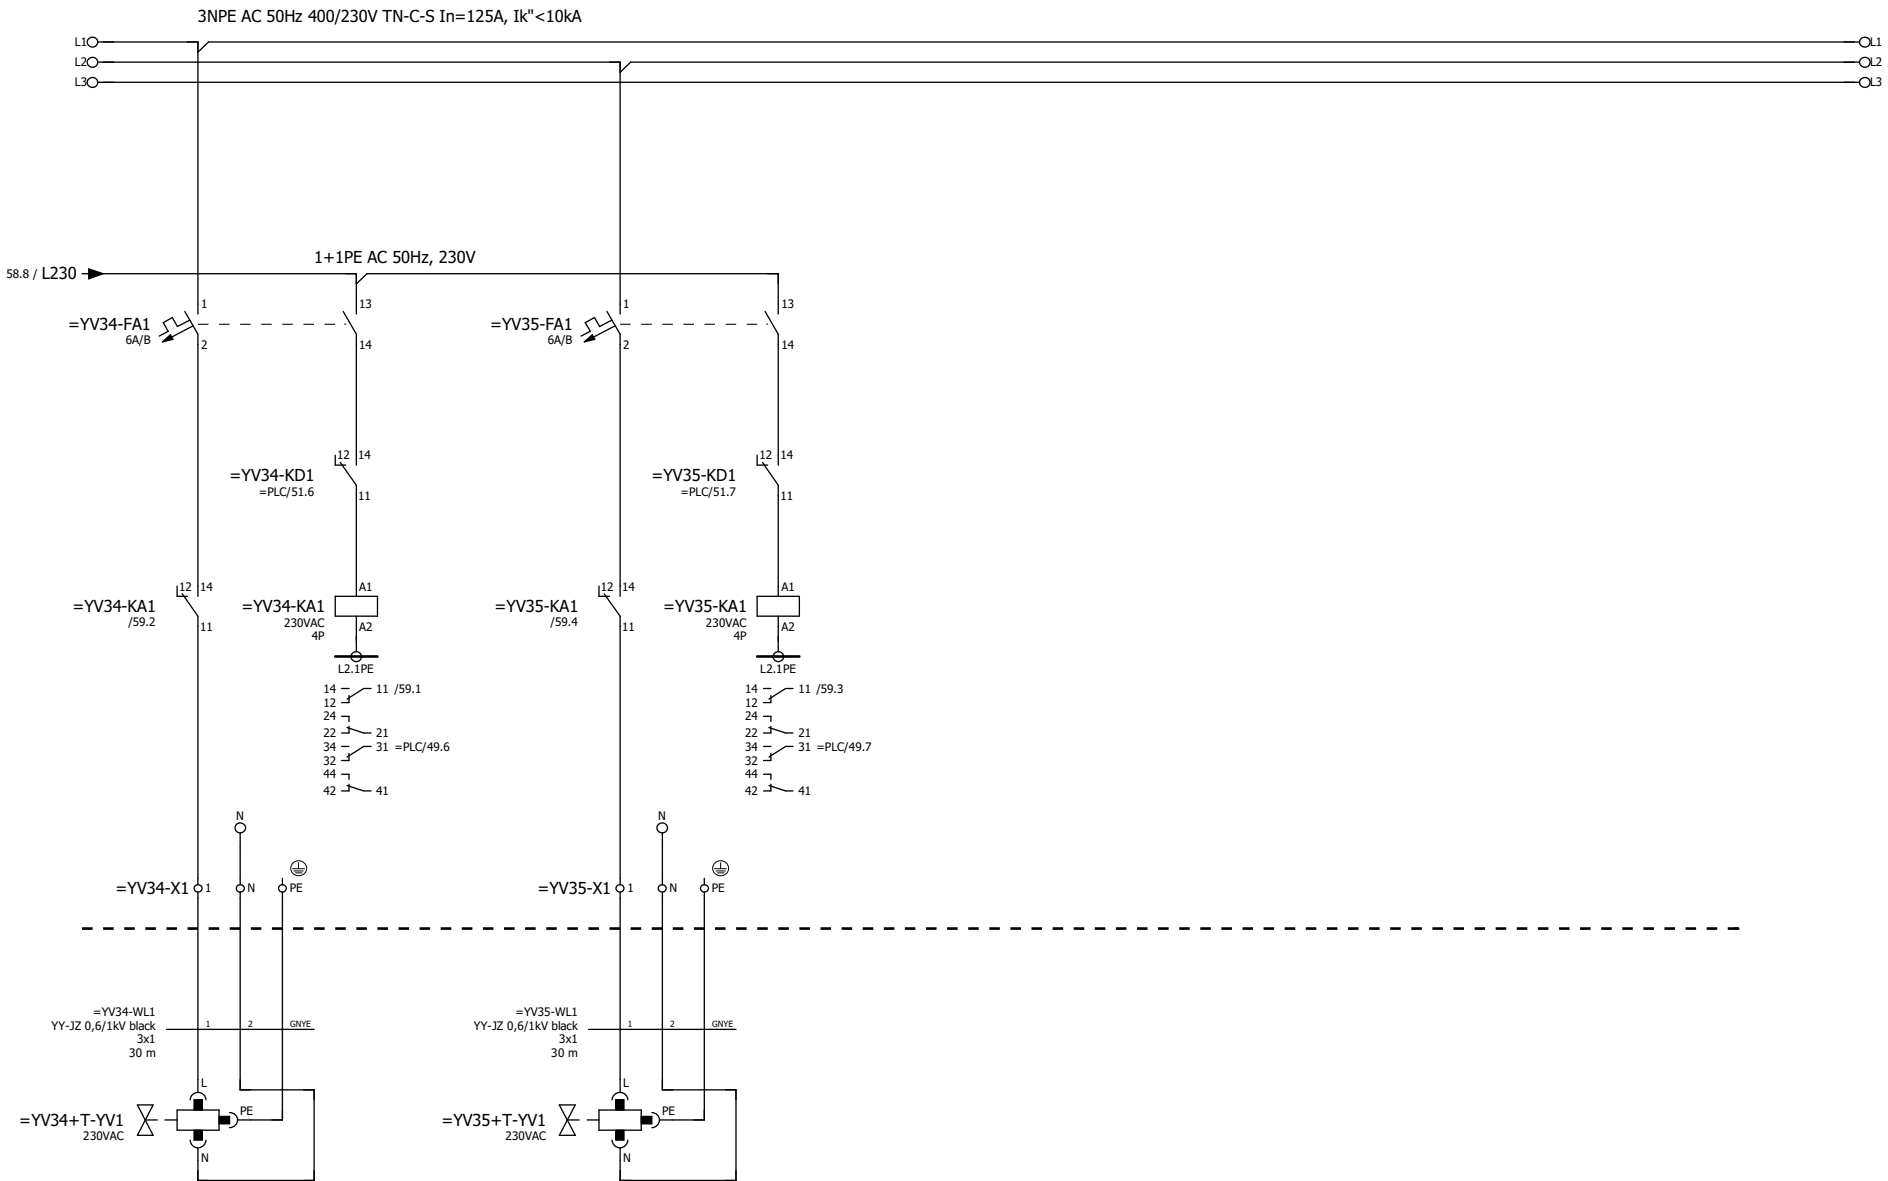 3NPE AC 50Hz 400/230V TN-C-S In=125A, Ik"<10kA
L1 L1
L2 L2
L3 L3
1+1PE AC 50Hz, 230V
58.8 / L230
1 13 1 13
=YV34-FA1 =YV35-FA1
6A/B 6A/B
2 14 2 14
12 14 12 14
=YV34-KD1 =YV35-KD1
=PLC/51.6 =PLC/51.7
11 11
12 14 A1 12 14 A1
=YV34-KA1 =YV34-KA1 =YV35-KA1 =YV35-KA1
/59.2 230VAC /59.4 230VAC
11 A2 11 A2
4P 4P
L2.1PE L2.1PE
14 11 /59.1 14 11 /59.3
12 12
24 24
22 21 22 21
34 31 =PLC/49.6 34 31 =PLC/49.7
32 32
44 44
42 41 42 41
N N
=YV34-X1 1 N PE =YV35-X1 1 N PE
=YV34-WL1 =YV35-WL1
YY-JZ 0,6/1kV black 1 2 GNYE YY-JZ 0,6/1kV black 1 2 GNYE
3x1 3x1
30 m 30 m
L L
PE PE
=YV34+T-YV1 =YV35+T-YV1
230VAC 230VAC
N N